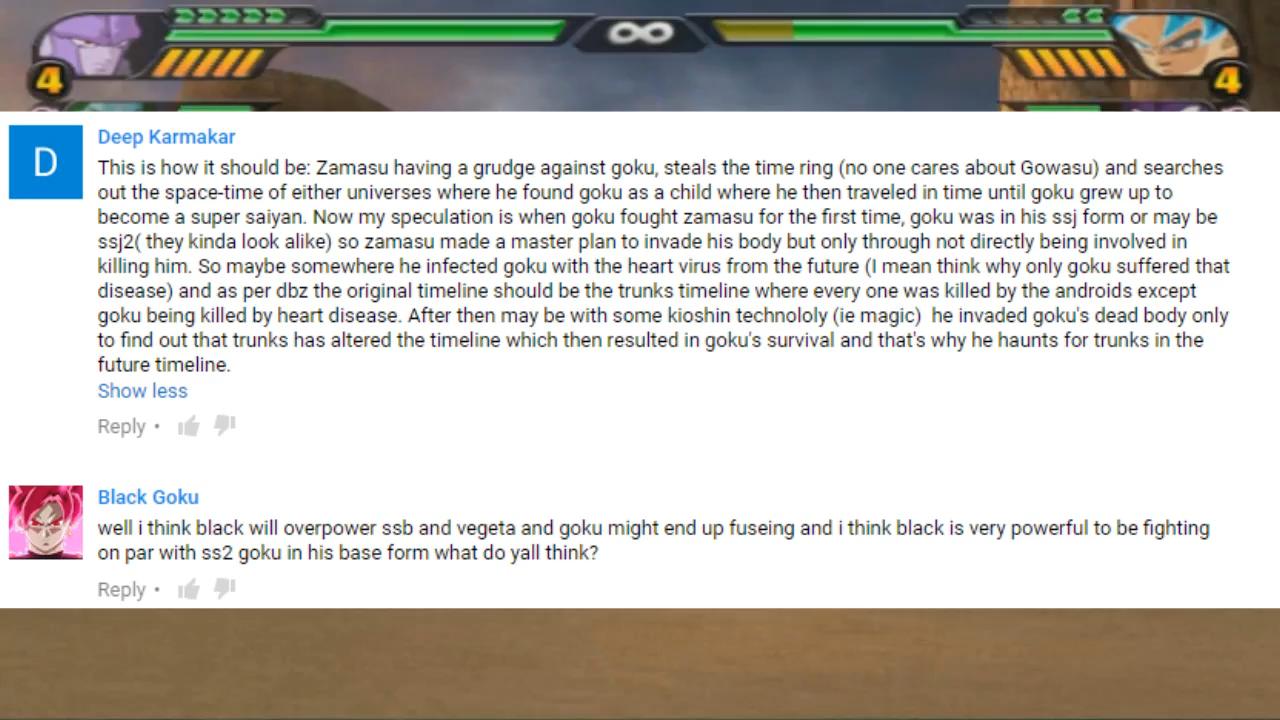 4
∞
4
D
Deep Karmakar
This is how it should be: Zamasu having a grudge against goku, steals the time ring (no one cares about Gowasu) and searches
out the space-time of either universes where he found goku as a child where he then traveled in time until goku grew up to
become a super saiyan. Now my speculation is when goku fought zamasu for the first time, goku was in his ssj form or may be
ssj2( they kinda look alike) so zamasu made a master plan to invade his body but only through not directly being involved in
killing him. So maybe somewhere he infected goku with the heart virus from the future (I mean think why only goku suffered that
disease) and as per dbz the original timeline should be the trunks timeline where every one was killed by the androids except
goku being killed by heart disease. After then may be with some kioshin technololy (ie magic)  he invaded goku's dead body only
to find out that trunks has altered the timeline which then resulted in goku's survival and that's why he haunts for trunks in the
future timeline.
Show less
Reply •
Black Goku
well i think black will overpower ssb and vegeta and goku might end up fuseing and i think black is very powerful to be fighting
on par with ss2 goku in his base form what do yall think?
Reply •